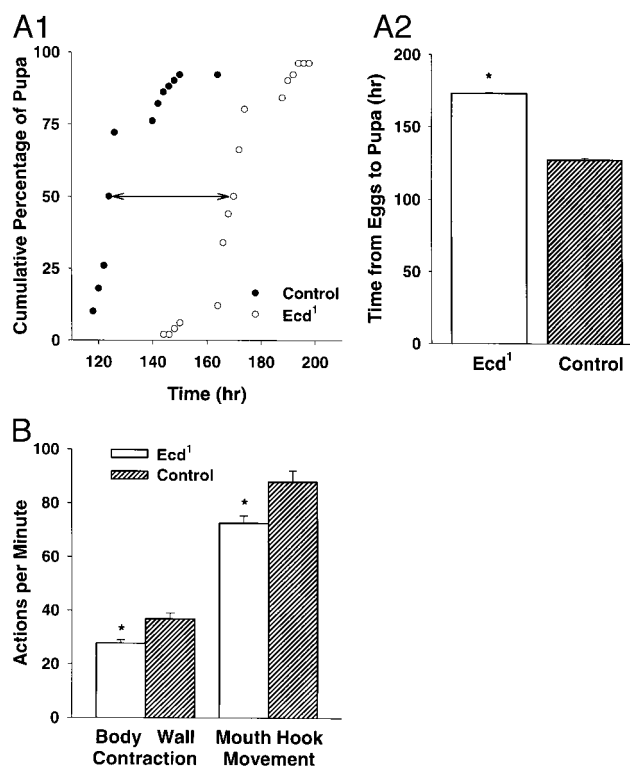 A1
Cumulative Percentage of Pupa
100
75
50
25
0
120 140 160 180 200
Time (hr)
Control
Ecd¹
A2
Time from Eggs to Pupa (hr)
200
150
100
50
0
*
Ecd¹ Control
B
Actions per Minute
100
80
60
40
20
0
Ecd¹
Control
*
*
Body Wall
Contraction
Mouth Hook
Movement